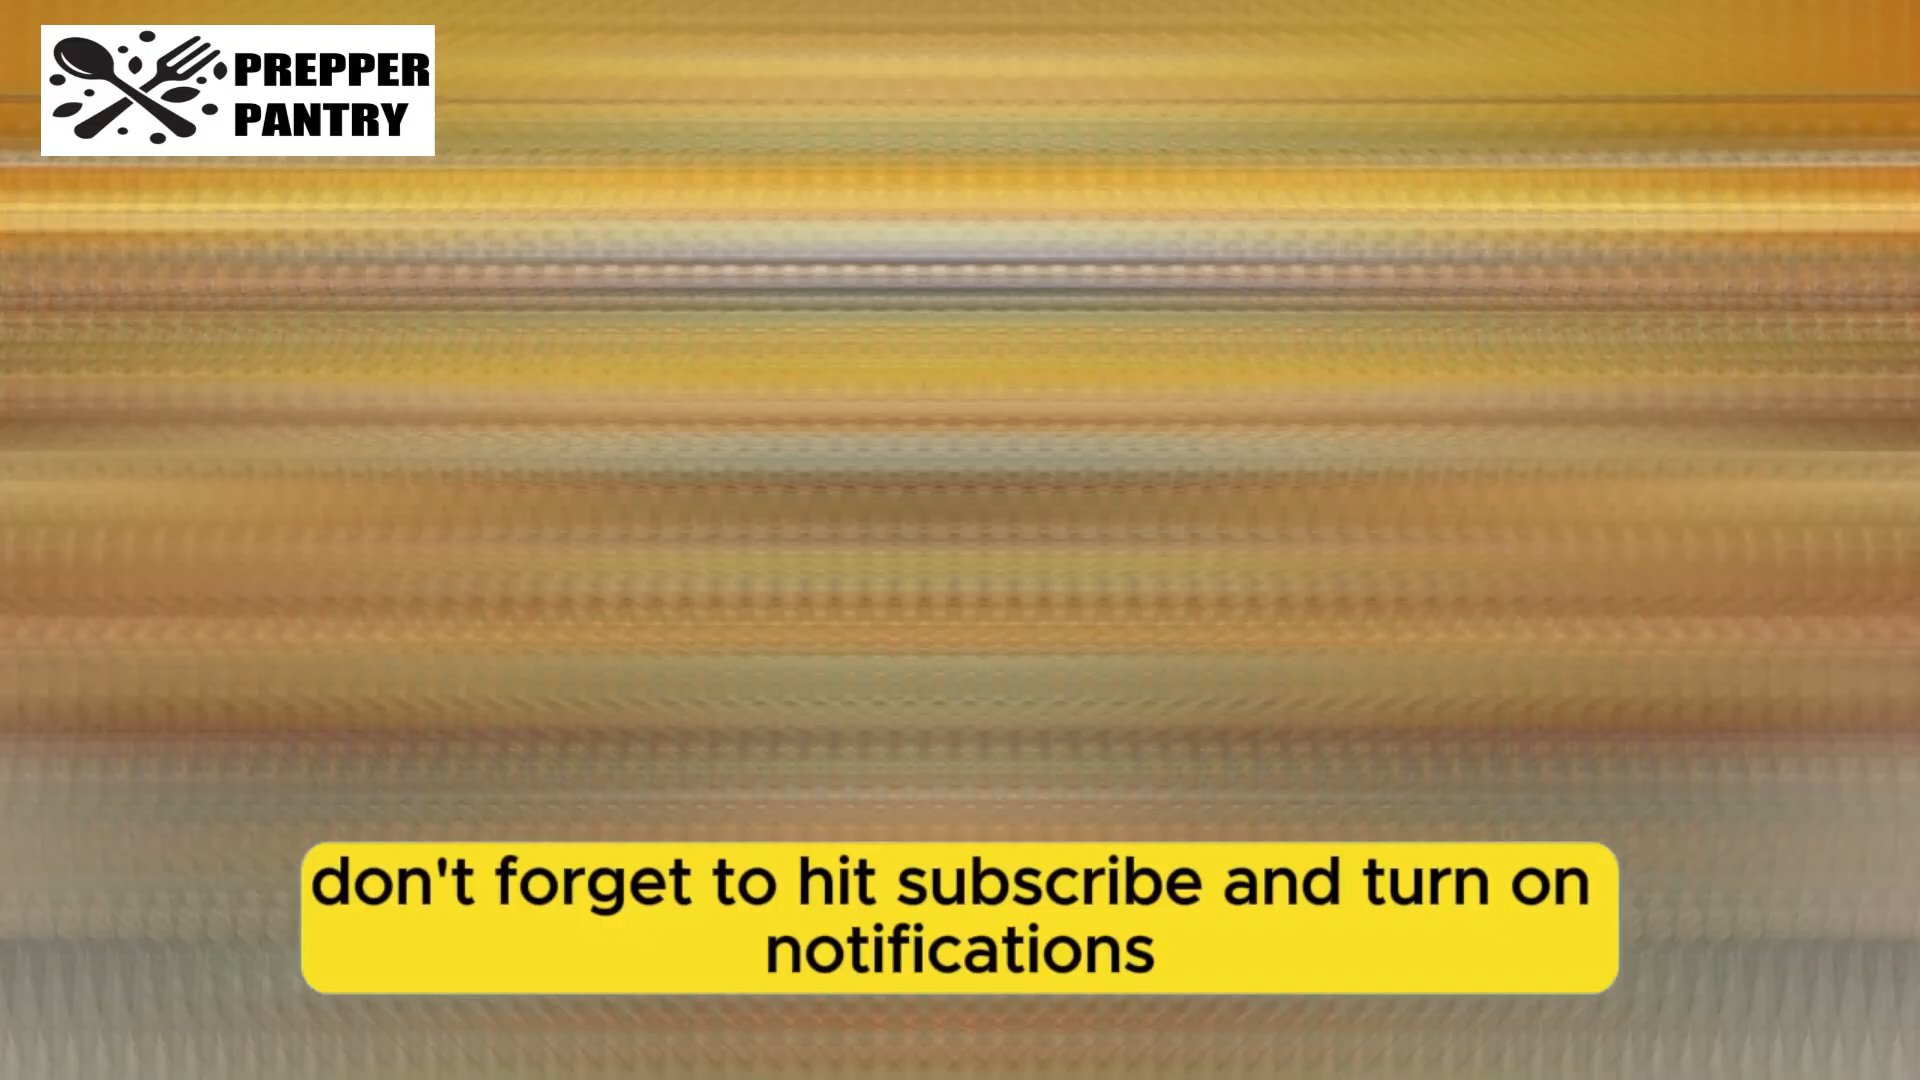 PREPPER
PANTRY
don't forget to hit subscribe and turn on
notifications